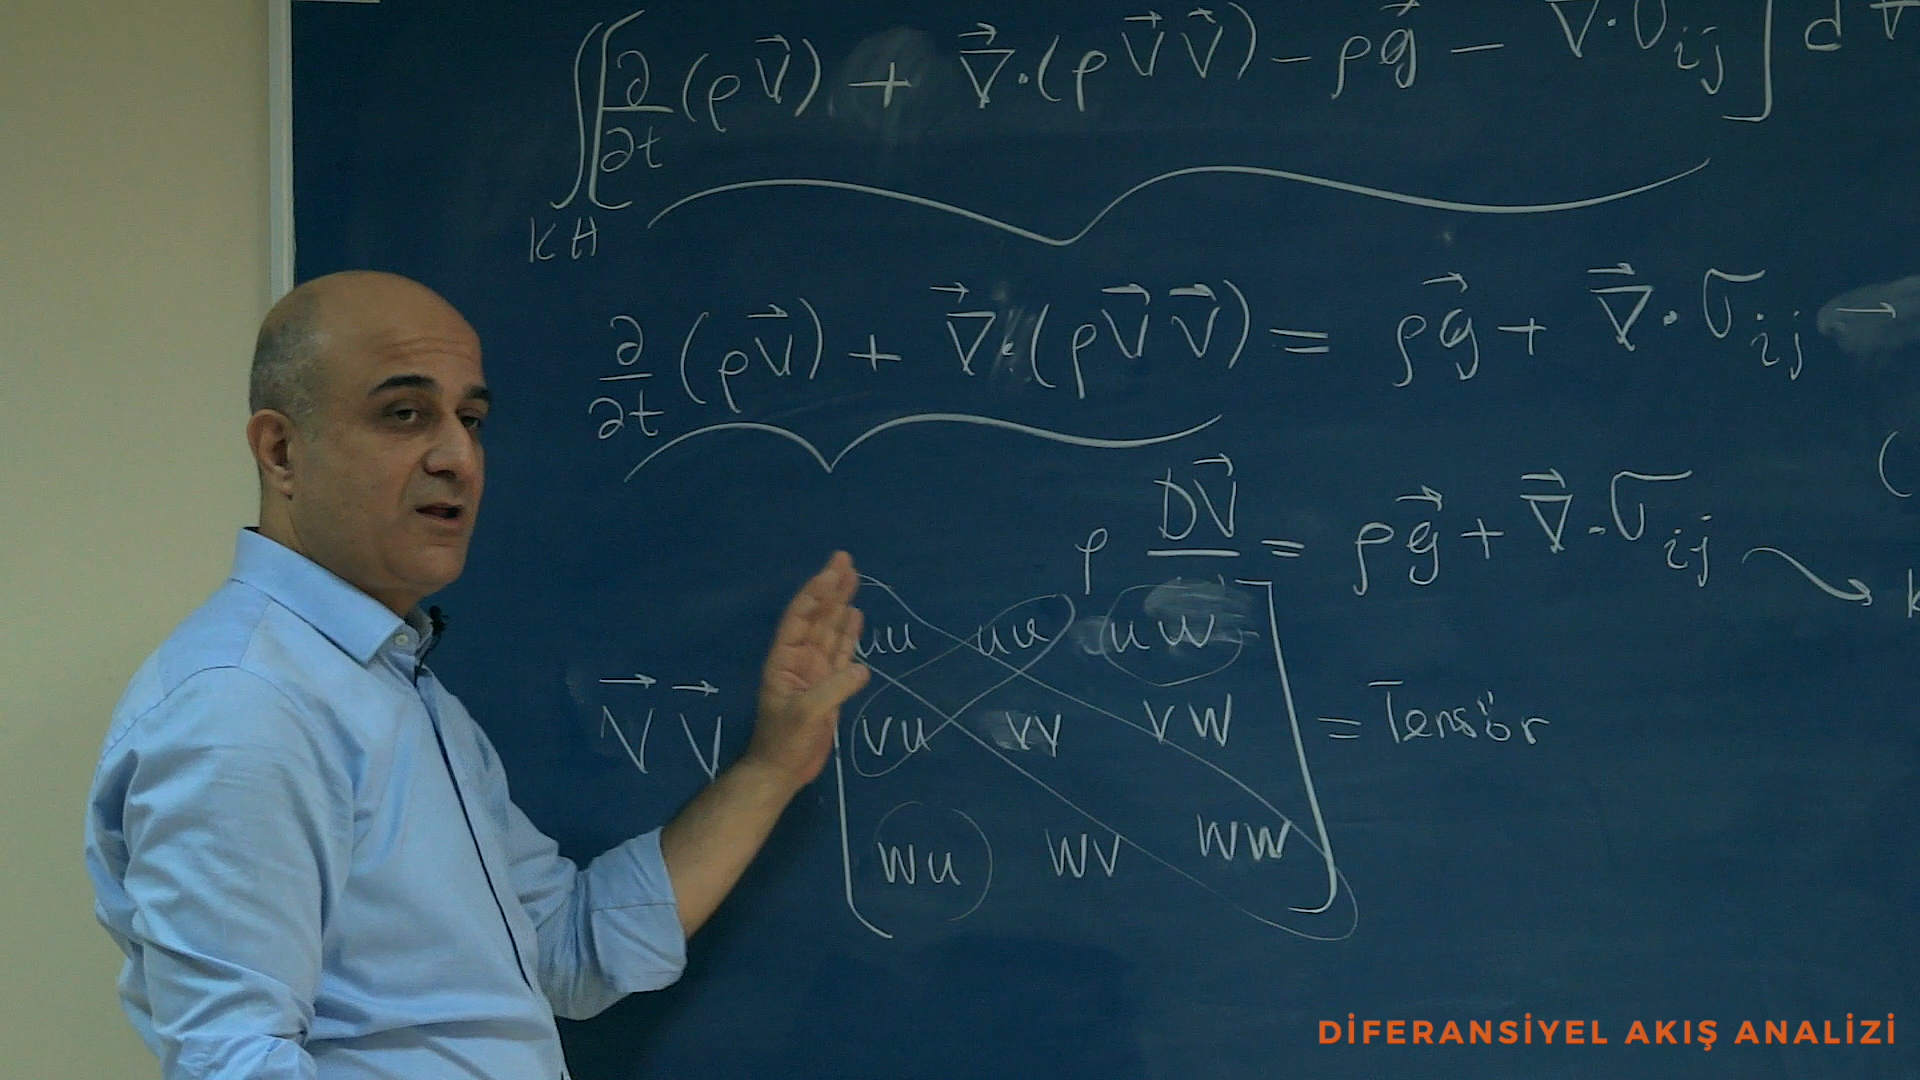 ∫[∂/∂t (ρV⃗) + ∇⃗·(ρV⃗V⃗) − ρg⃗ − ∇·σij] d∀
KH
∂/∂t (ρV⃗) + ∇⃗·(ρV⃗V⃗) = ρg⃗ + ∇⃗·σij →
ρ DV⃗ = ρg⃗ + ∇⃗·σij →
uu uv uw
V⃗ V⃗ vu vv vw = Tensör
wu wv ww
DİFERANSİYEL AKIŞ ANALİZİ